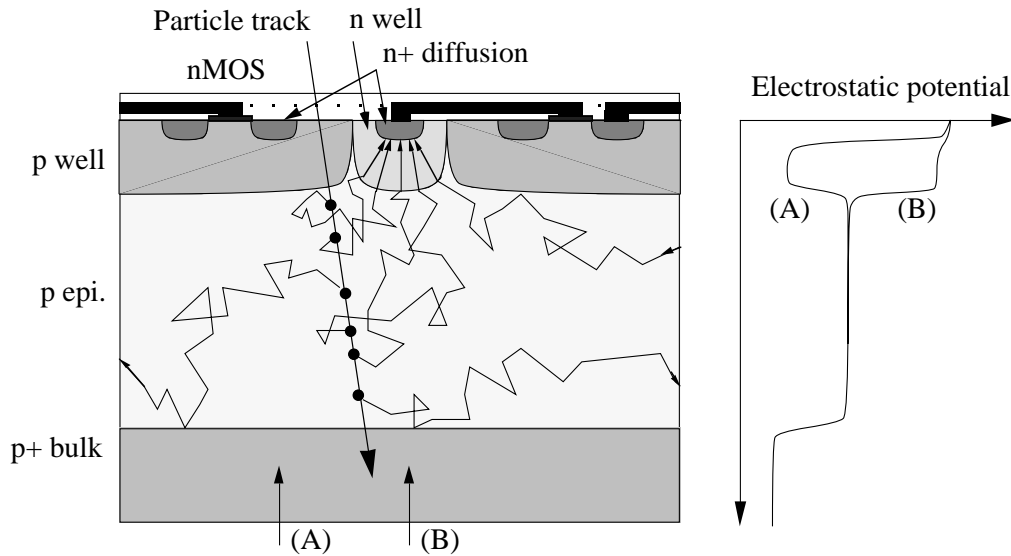 Particle track
n well
n+ diffusion
nMOS
Electrostatic potential
p well
(A)
(B)
p epi.
p+ bulk
(A)
(B)